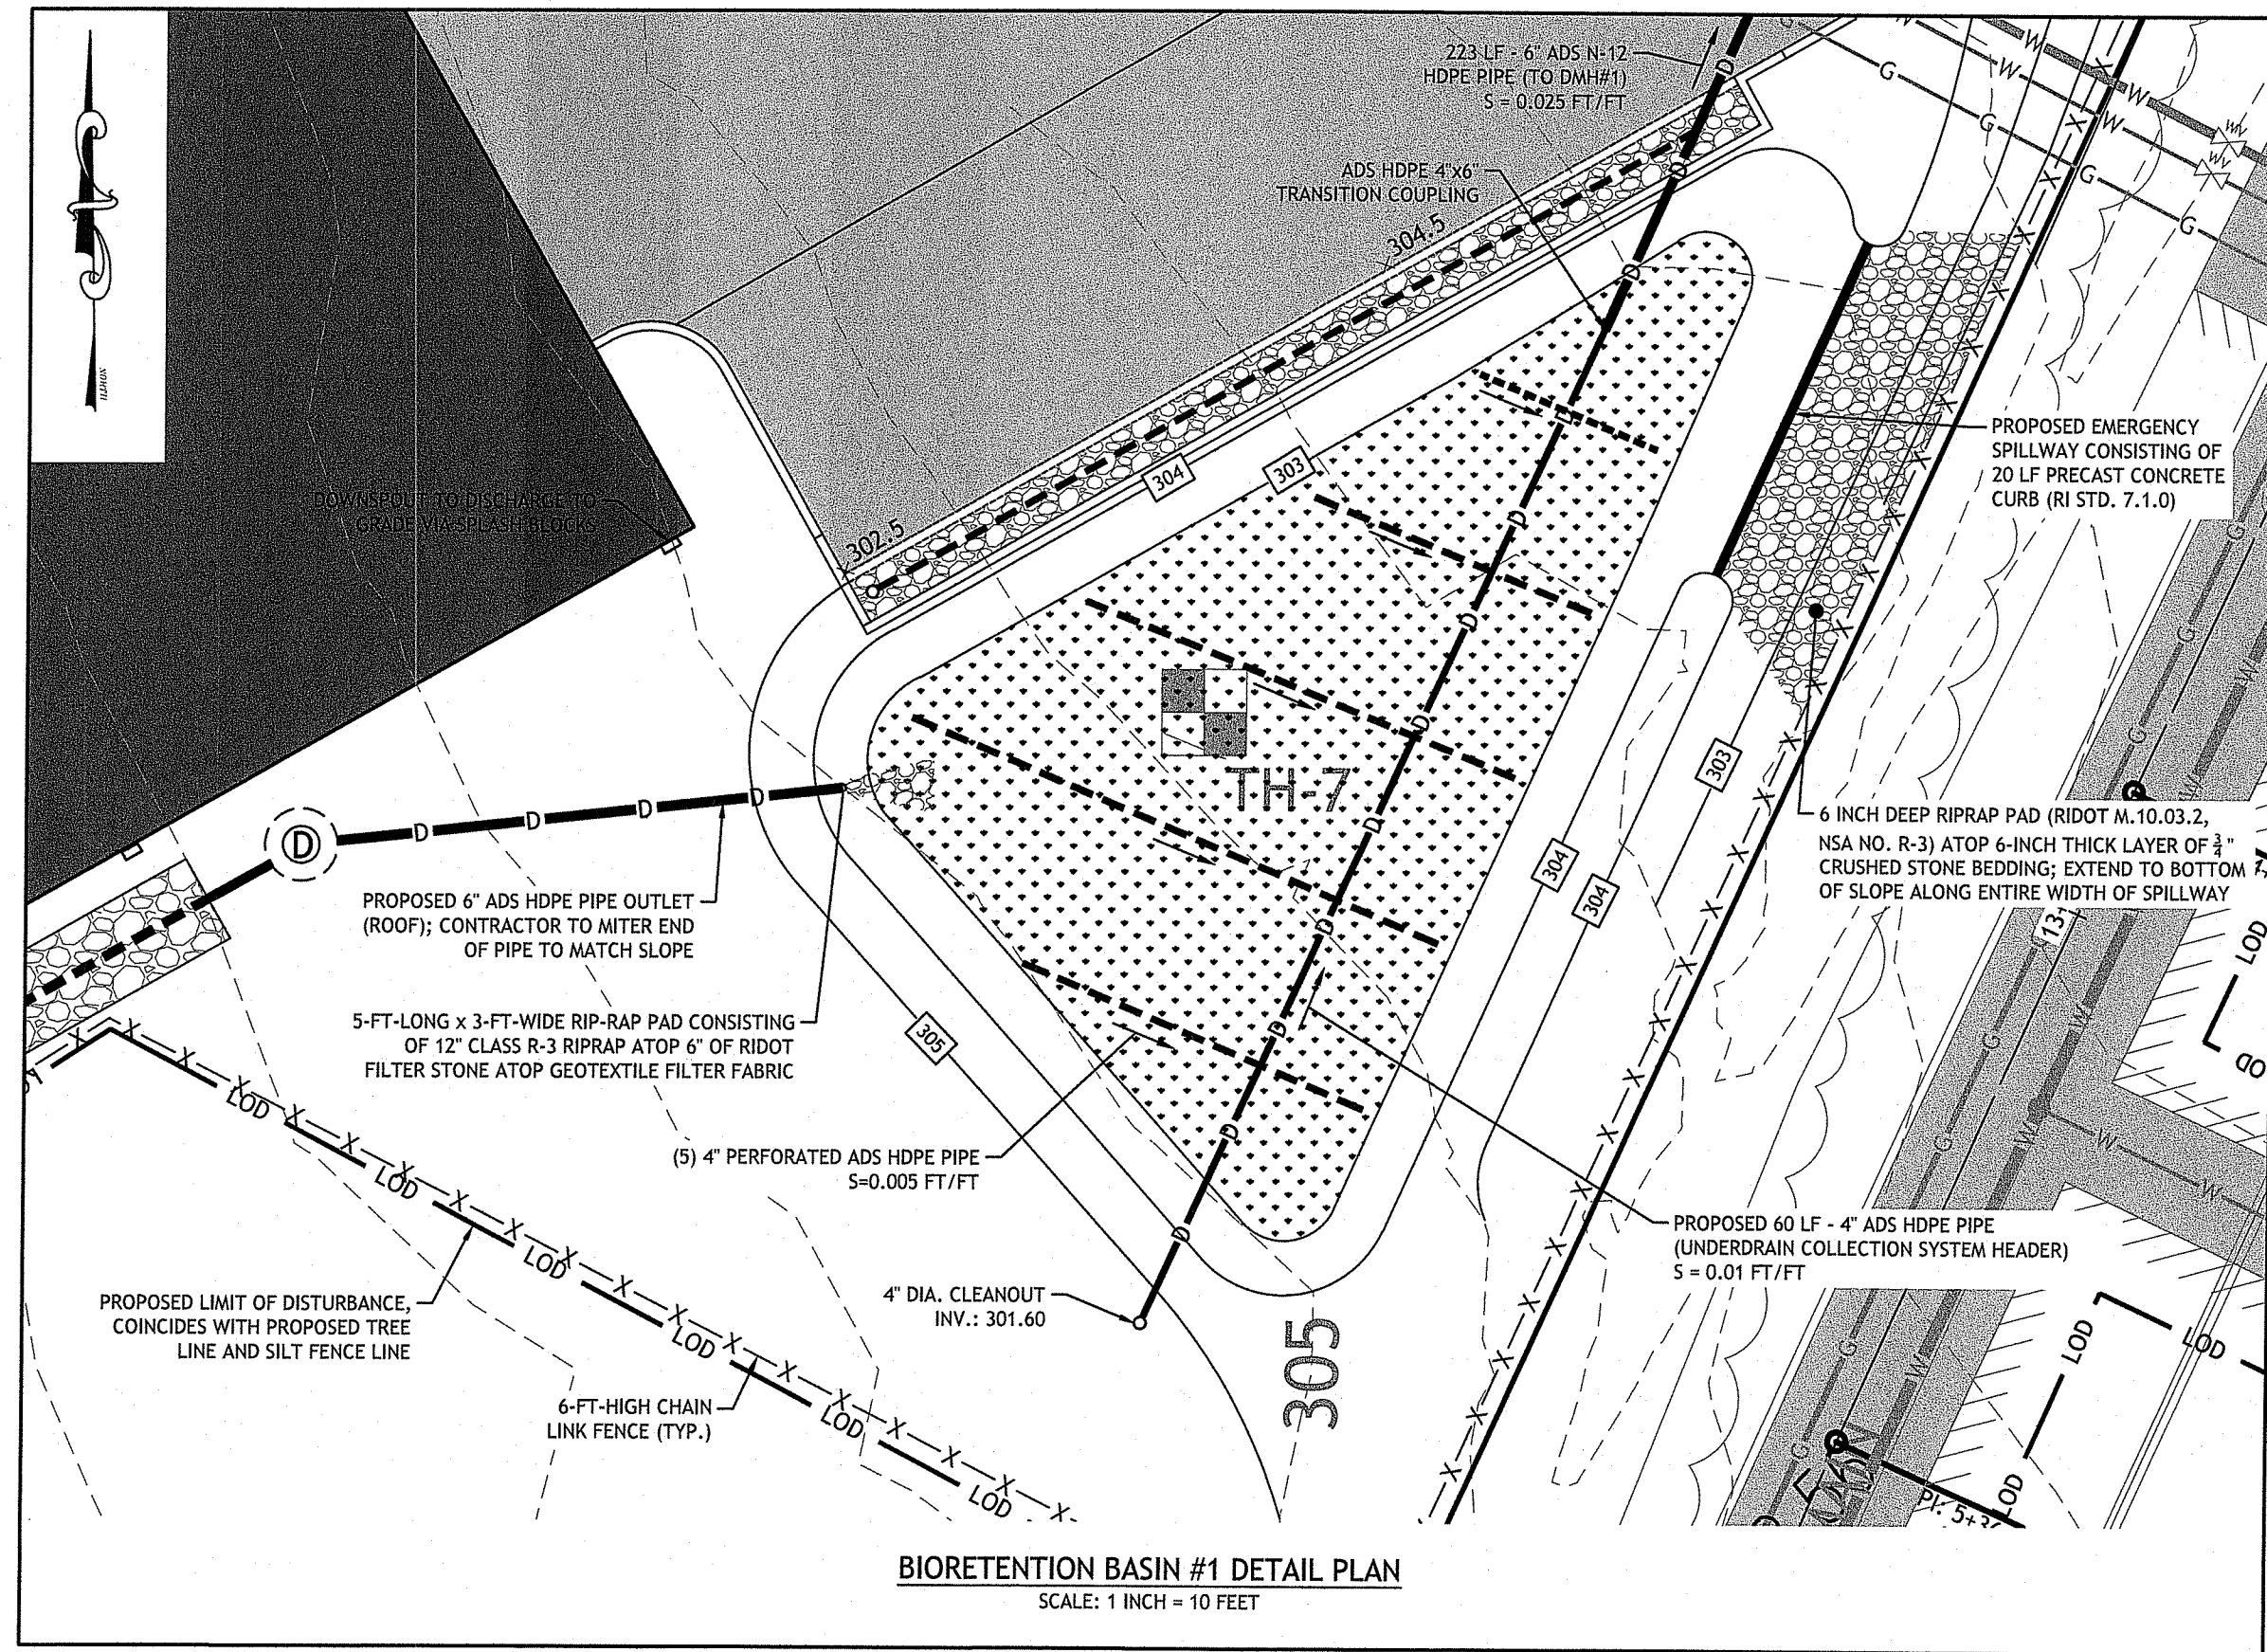 NORTH
223 LF - 6" ADS N-12
HDPE PIPE (TO DMH#1)
S = 0.025 FT/FT
ADS HDPE 4"x6"
TRANSITION COUPLING
304.5
302.5
304
303
DOWNSPOUT TO DISCHARGE TO
GRADE VIA SPLASH BLOCKS
PROPOSED EMERGENCY
SPILLWAY CONSISTING OF
20 LF PRECAST CONCRETE
CURB (RI STD. 7.1.0)
TH-7
303
304
304
6 INCH DEEP RIPRAP PAD (RIDOT M.10.03.2,
NSA NO. R-3) ATOP 6-INCH THICK LAYER OF ¾"
CRUSHED STONE BEDDING; EXTEND TO BOTTOM
OF SLOPE ALONG ENTIRE WIDTH OF SPILLWAY
D
D D D D
PROPOSED 6" ADS HDPE PIPE OUTLET
(ROOF); CONTRACTOR TO MITER END
OF PIPE TO MATCH SLOPE
5-FT-LONG x 3-FT-WIDE RIP-RAP PAD CONSISTING
OF 12" CLASS R-3 RIPRAP ATOP 6" OF RIDOT
FILTER STONE ATOP GEOTEXTILE FILTER FABRIC
305
13+
(5) 4" PERFORATED ADS HDPE PIPE
S=0.005 FT/FT
PROPOSED 60 LF - 4" ADS HDPE PIPE
(UNDERDRAIN COLLECTION SYSTEM HEADER)
S = 0.01 FT/FT
4" DIA. CLEANOUT
INV.: 301.60
305
PROPOSED LIMIT OF DISTURBANCE,
COINCIDES WITH PROPOSED TREE
LINE AND SILT FENCE LINE
6-FT-HIGH CHAIN
LINK FENCE (TYP.)
LOD
LOD
LOD
LOD
LOD
LOD
LOD
LOD
LOD
LOD
PI: 5+3
BIORETENTION BASIN #1 DETAIL PLAN
SCALE: 1 INCH = 10 FEET